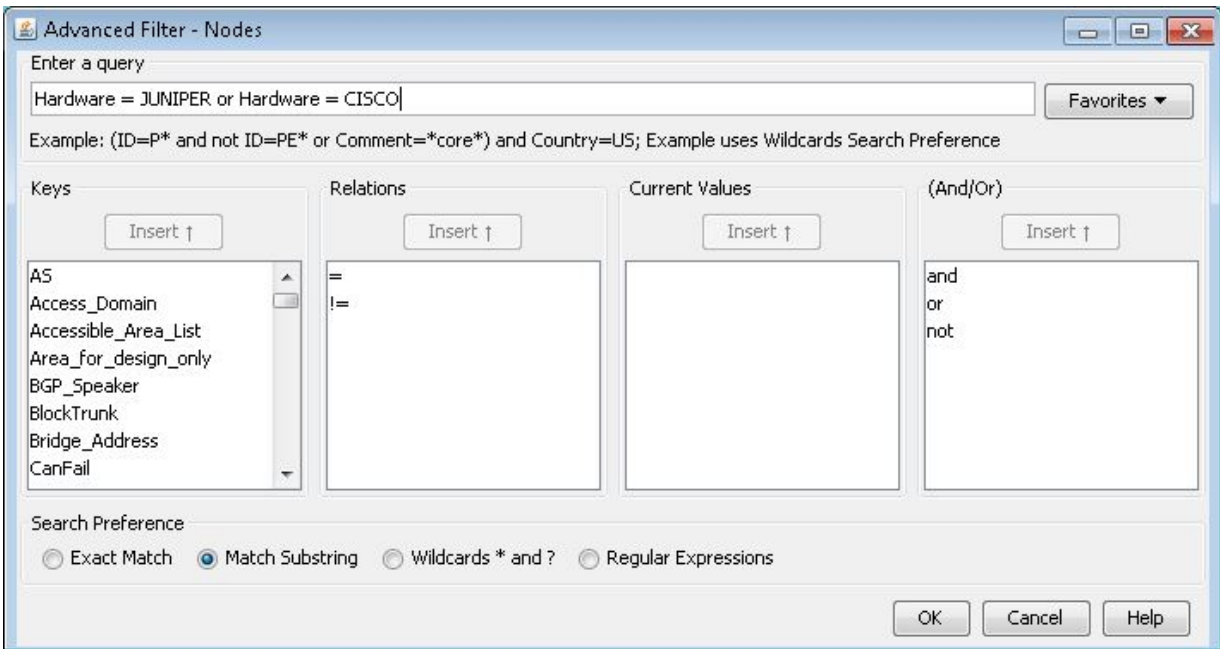 Advanced Filter - Nodes
Enter a query
Hardware = JUNIPER or Hardware = CISCO
Favorites
Example: (ID=P* and not ID=PE* or Comment=*core*) and Country=US; Example uses Wildcards Search Preference
Keys
Insert ↑
AS
Access_Domain
Accessible_Area_List
Area_for_design_only
BGP_Speaker
BlockTrunk
Bridge_Address
CanFail
Relations
Insert ↑
=
!=
Current Values
Insert ↑
(And/Or)
Insert ↑
and
or
not
Search Preference
Exact Match
Match Substring
Wildcards * and ?
Regular Expressions
OK
Cancel
Help